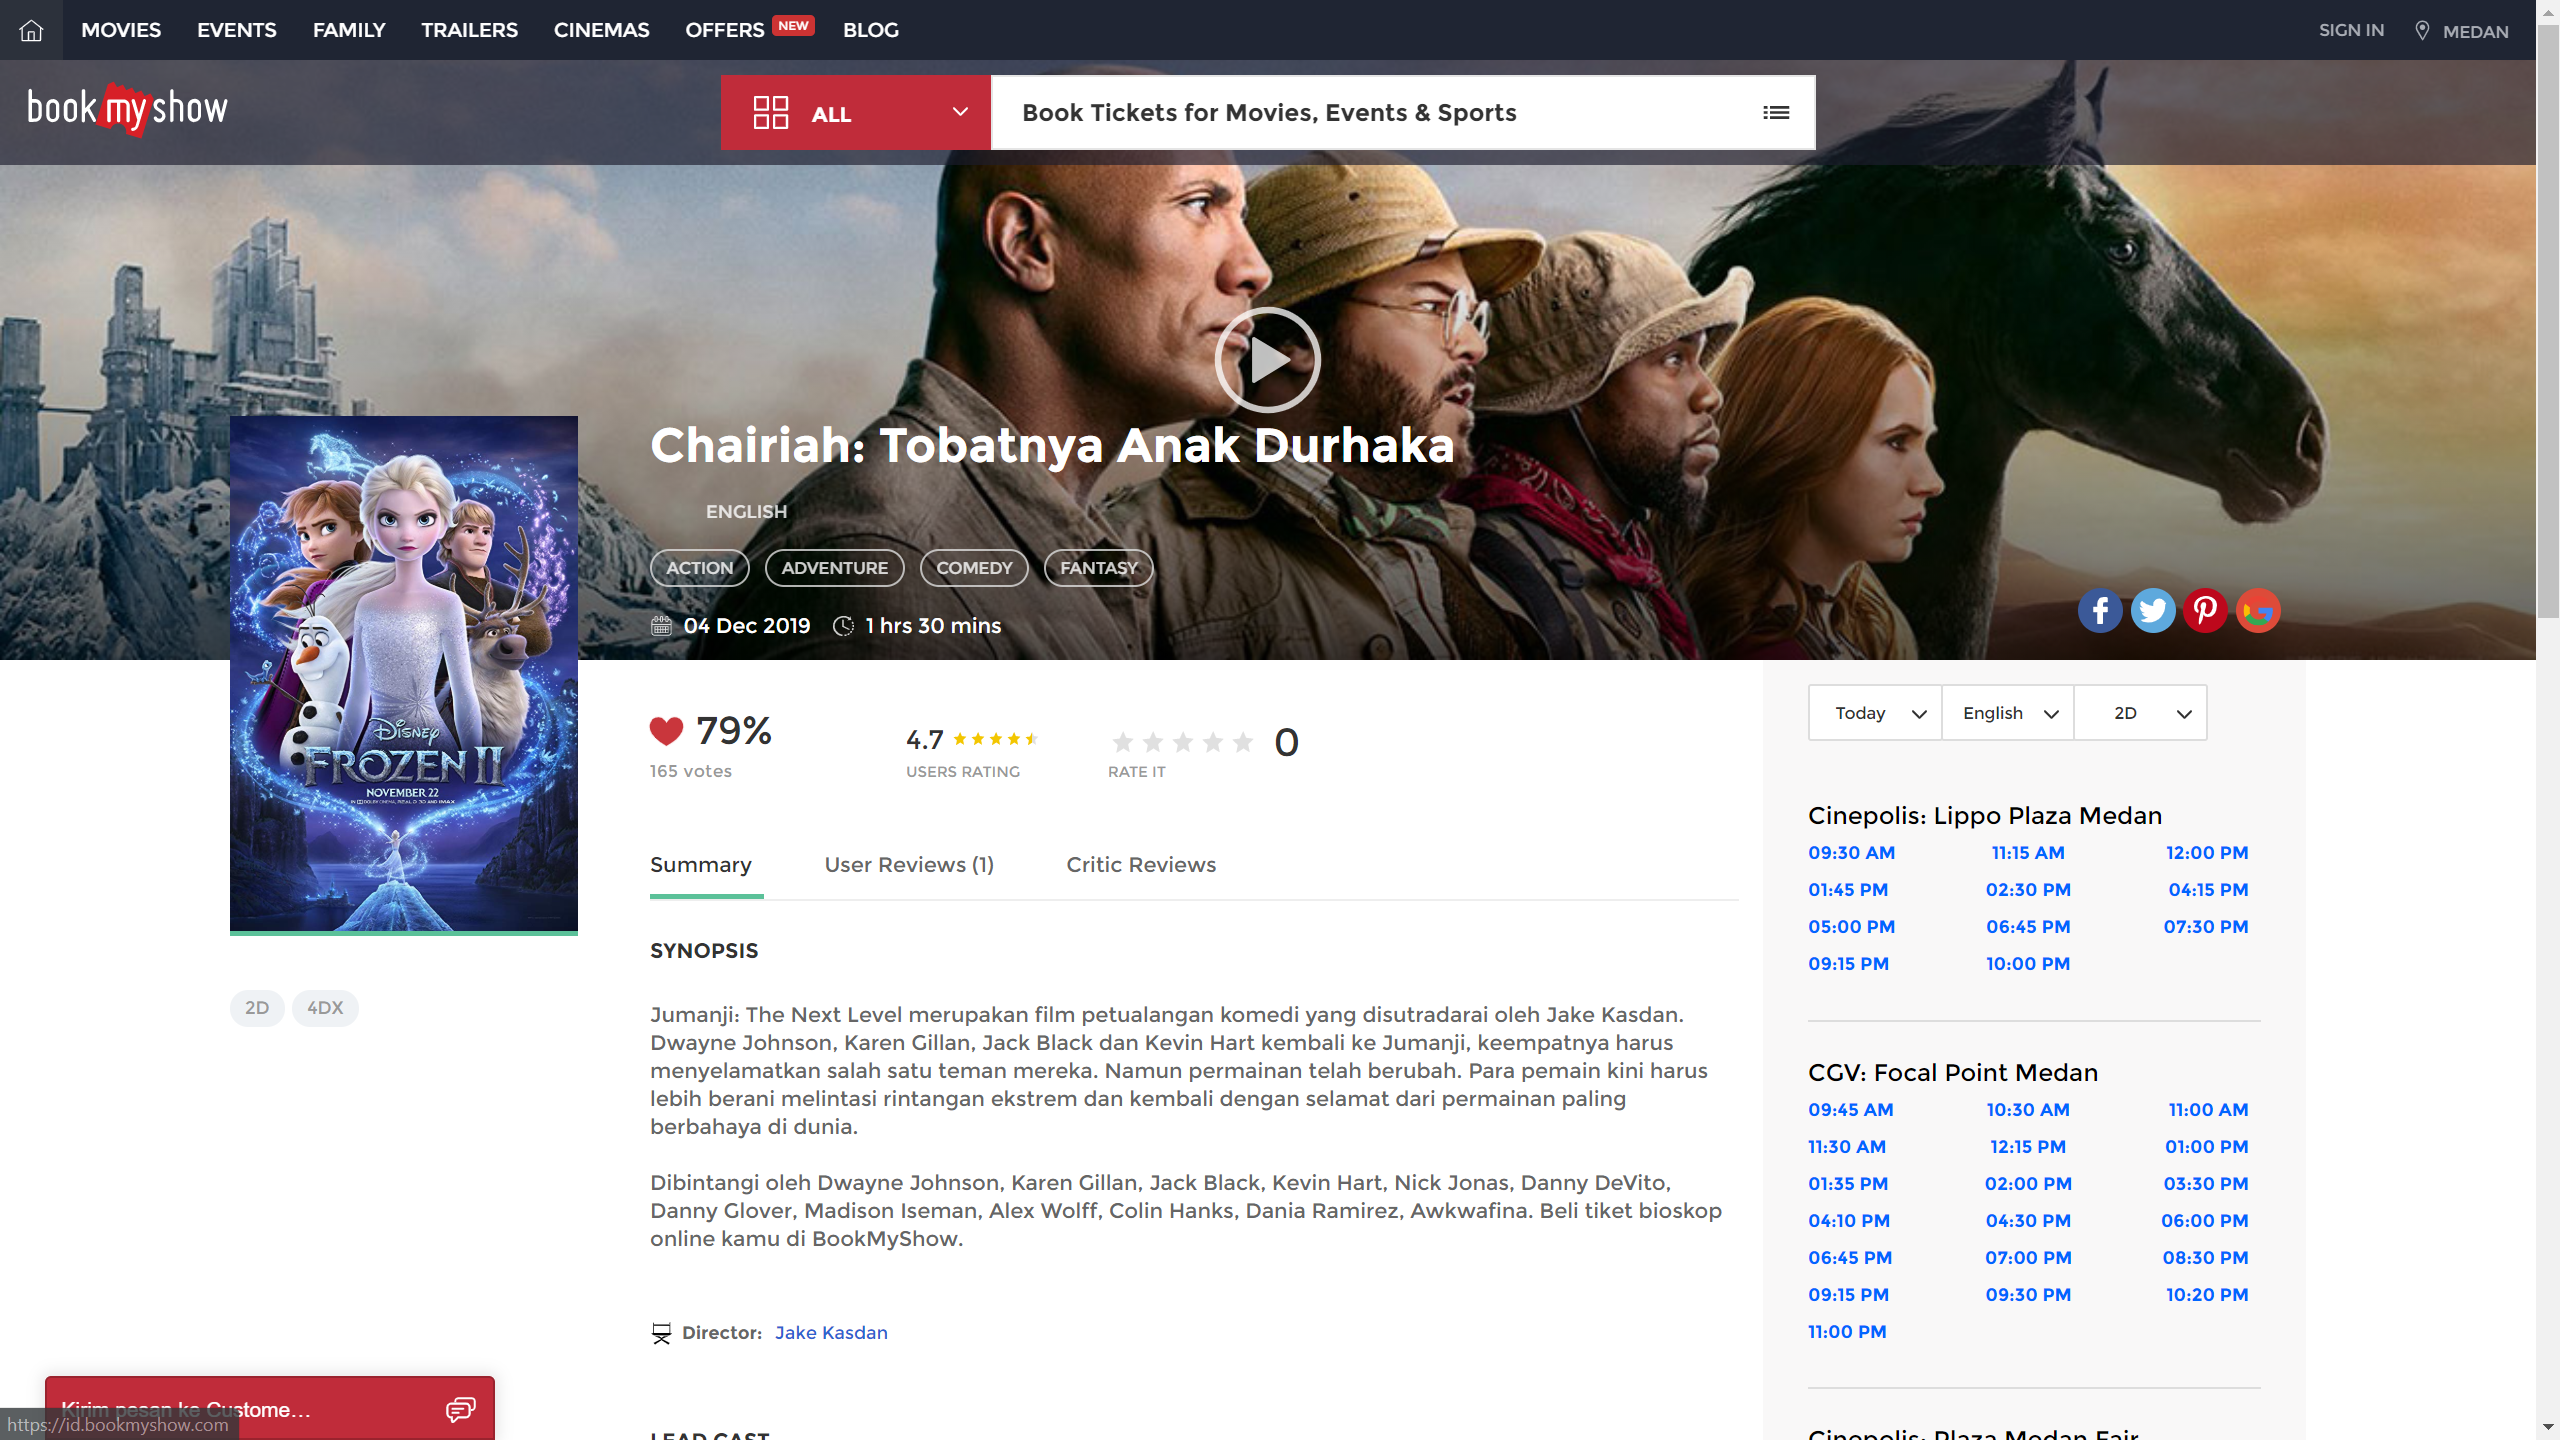 MOVIES EVENTS FAMILY TRAILERS CINEMAS OFFERS NEW BLOG SIGN IN MEDAN
bookmyshow
ALL
Book Tickets for Movies, Events & Sports
Chairiah: Tobatnya Anak Durhaka
ENGLISH
ACTION ADVENTURE COMEDY FANTASY
04 Dec 2019 1 hrs 30 mins
DISNEY
FROZEN II
NOVEMBER 22
2D 4DX
79%
165 votes
4.7
USERS RATING
0
RATE IT
Summary User Reviews (1) Critic Reviews
SYNOPSIS
Jumanji: The Next Level merupakan film petualangan komedi yang disutradarai oleh Jake Kasdan.
Dwayne Johnson, Karen Gillan, Jack Black dan Kevin Hart kembali ke Jumanji, keempatnya harus
menyelamatkan salah satu teman mereka. Namun permainan telah berubah. Para pemain kini harus
lebih berani melintasi rintangan ekstrem dan kembali dengan selamat dari permainan paling
berbahaya di dunia.
Dibintangi oleh Dwayne Johnson, Karen Gillan, Jack Black, Kevin Hart, Nick Jonas, Danny DeVito,
Danny Glover, Madison Iseman, Alex Wolff, Colin Hanks, Dania Ramirez, Awkwafina. Beli tiket bioskop
online kamu di BookMyShow.
Director: Jake Kasdan
LEAD CAST
Today English 2D
Cinepolis: Lippo Plaza Medan
09:30 AM 11:15 AM 12:00 PM
01:45 PM 02:30 PM 04:15 PM
05:00 PM 06:45 PM 07:30 PM
09:15 PM 10:00 PM
CGV: Focal Point Medan
09:45 AM 10:30 AM 11:00 AM
11:30 AM 12:15 PM 01:00 PM
01:35 PM 02:00 PM 03:30 PM
04:10 PM 04:30 PM 06:00 PM
06:45 PM 07:00 PM 08:30 PM
09:15 PM 09:30 PM 10:20 PM
11:00 PM
Cinepolis: Plaza Medan Fair
Kirim pesan ke Custome...
https://id.bookmyshow.com